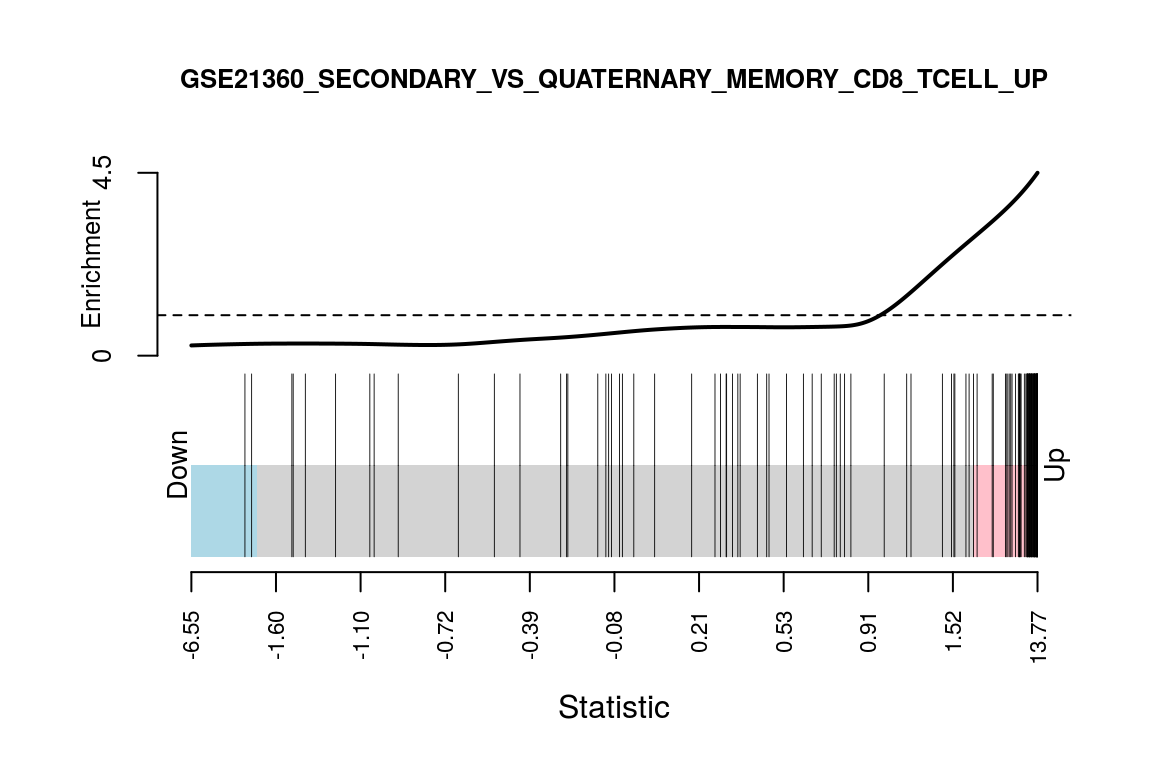 GSE21360_SECONDARY_VS_QUATERNARY_MEMORY_CD8_TCELL_UP
4.5
Enrichment
0
Down
Up
-6.55
-1.60
-1.10
-0.72
-0.39
-0.08
0.21
0.53
0.91
1.52
13.77
Statistic